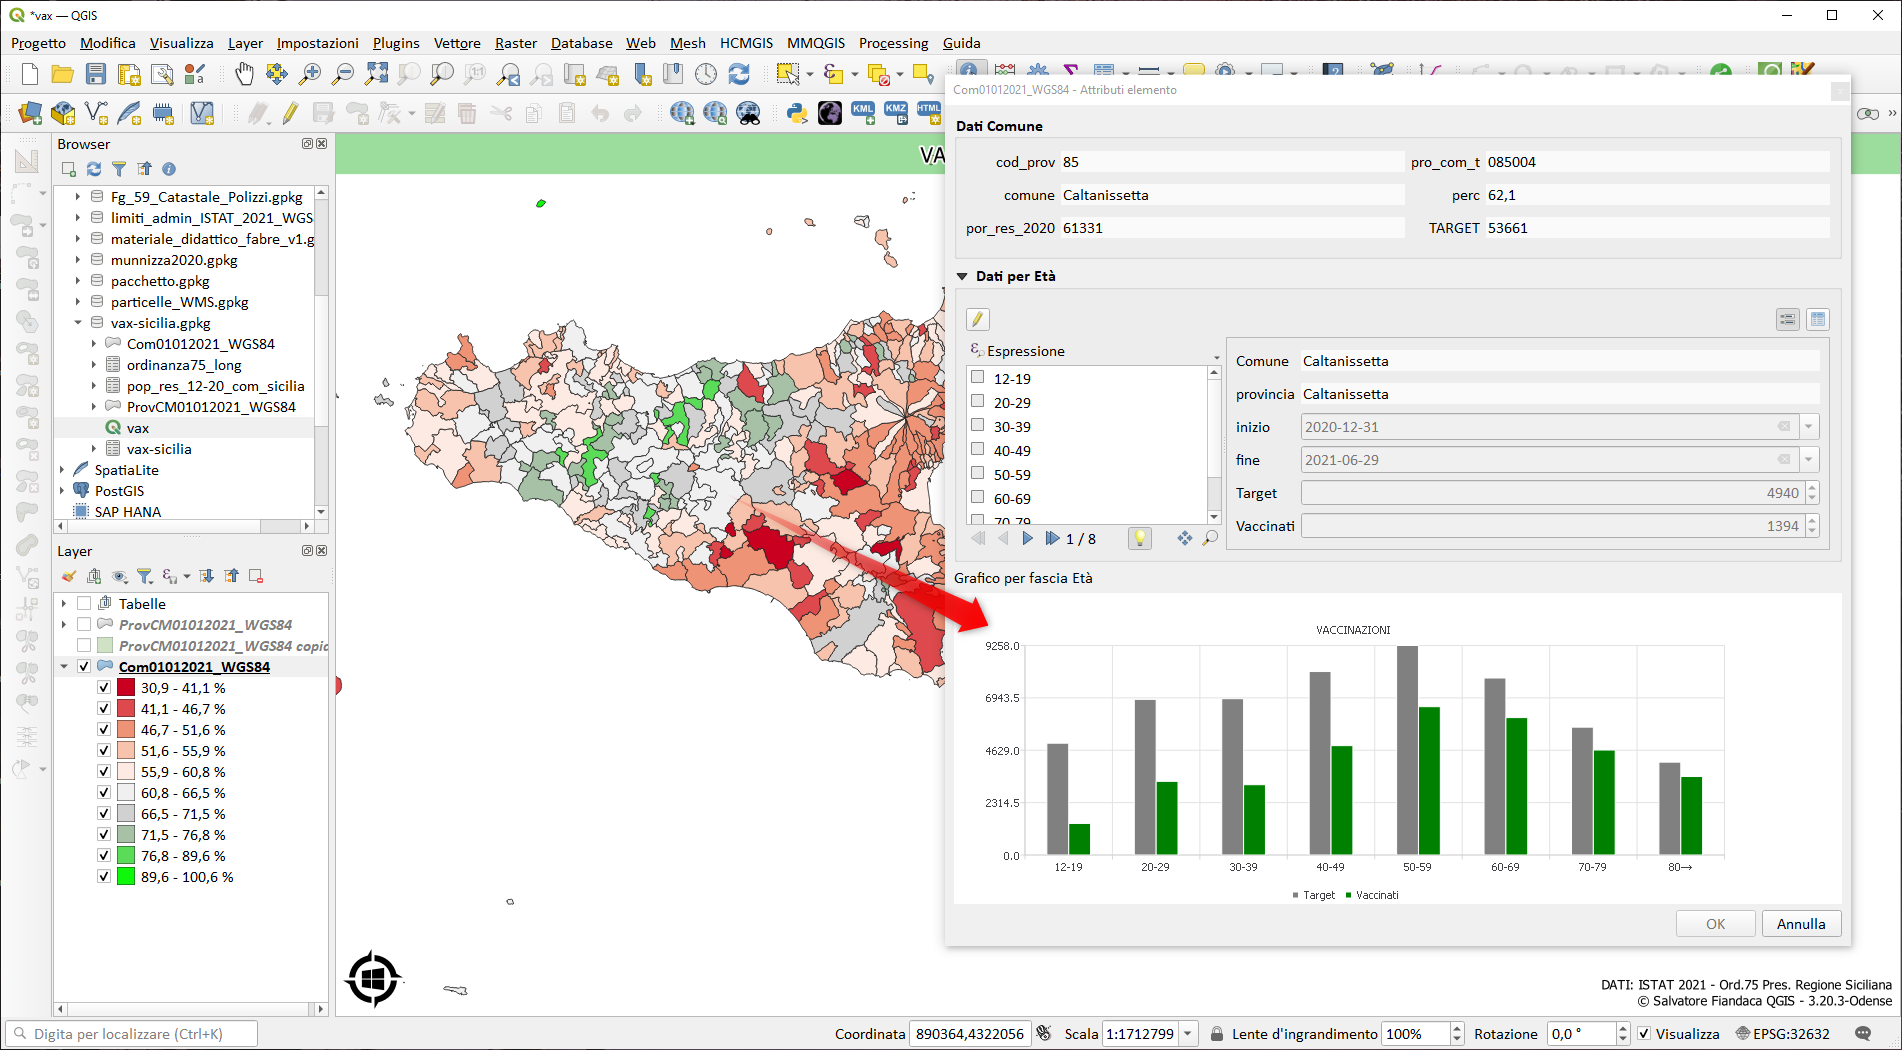 *vax — QGIS
Progetto Modifica Visualizza Layer Impostazioni Plugins Vettore Raster Database Web Mesh HCMGIS MMQGIS Processing Guida
KML KMZ HTML
Browser
Fg_59_Catastale_Polizzi.gpkg
limiti_admin_ISTAT_2021_WGS
materiale_didattico_fabre_v1.g
munnizza2020.gpkg
pacchetto.gpkg
particelle_WMS.gpkg
vax-sicilia.gpkg
Com01012021_WGS84
ordinanza75_long
pop_res_12-20_com_sicilia
ProvCM01012021_WGS84
vax
vax-sicilia
SpatiaLite
PostGIS
SAP HANA
Layer
Tabelle
ProvCM01012021_WGS84
ProvCM01012021_WGS84 copia
Com01012021_WGS84
30,9 - 41,1 %
41,1 - 46,7 %
46,7 - 51,6 %
51,6 - 55,9 %
55,9 - 60,8 %
60,8 - 66,5 %
66,5 - 71,5 %
71,5 - 76,8 %
76,8 - 89,6 %
89,6 - 100,6 %
VA
Com01012021_WGS84 - Attributi elemento
Dati Comune
cod_prov 85 pro_com_t 085004
comune Caltanissetta perc 62,1
por_res_2020 61331 TARGET 53661
Dati per Età
Espressione
12-19
20-29
30-39
40-49
50-59
60-69
70-79
1 / 8
Comune Caltanissetta
provincia Caltanissetta
inizio 2020-12-31
fine 2021-06-29
Target 4940
Vaccinati 1394
Grafico per fascia Età
VACCINAZIONI
9258.0
6943.5
4629.0
2314.5
0.0
12-19 20-29 30-39 40-49 50-59 60-69 70-79 80→
Target Vaccinati
OK Annulla
DATI: ISTAT 2021 - Ord.75 Pres. Regione Siciliana
© Salvatore Fiandaca QGIS - 3.20.3-Odense
Digita per localizzare (Ctrl+K) Coordinata 890364,4322056 Scala 1:1712799 Lente d'ingrandimento 100% Rotazione 0,0 ° Visualizza EPSG:32632